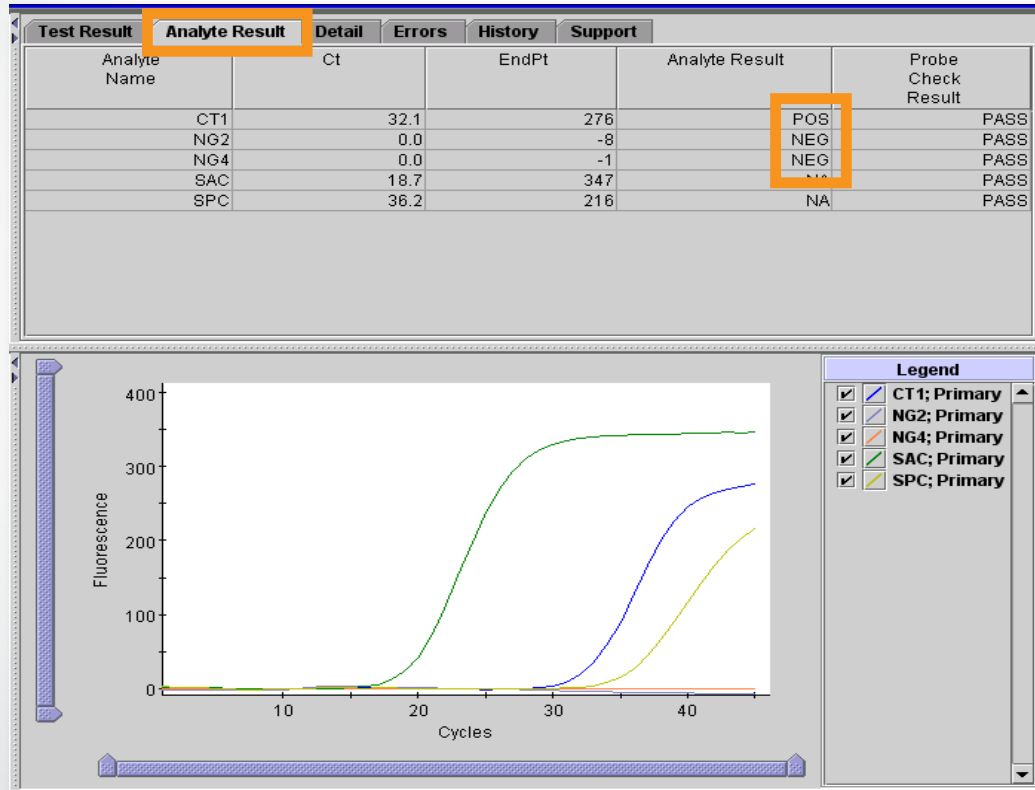 Test Result Analyte Result Detail Errors History Support
Analyte Name Ct EndPt Analyte Result Probe Check Result
CT1 32.1 276 POS PASS
NG2 0.0 -8 NEG PASS
NG4 0.0 -1 NEG PASS
SAC 18.7 347 NA PASS
SPC 36.2 216 NA PASS
Legend
CT1; Primary
NG2; Primary
NG4; Primary
SAC; Primary
SPC; Primary
400
300
200
100
0
Fluorescence
10 20 30 40
Cycles